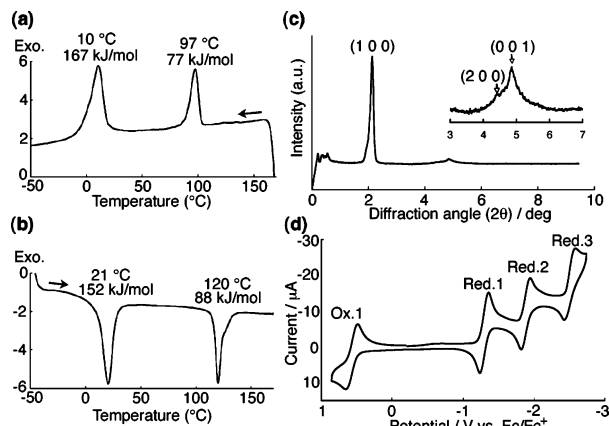 (a)
Exo.
10 °C
167 kJ/mol
97 °C
77 kJ/mol
6
4
2
0
-50 0 50 100 150
Temperature (°C)
(b)
Exo.
21 °C
152 kJ/mol
120 °C
88 kJ/mol
0
-2
-4
-6
-50 0 50 100 150
Temperature (°C)
(c)
Intensity (a.u.)
(1 0 0)
(0 0 1)
(2 0 0)
3 4 5 6 7
0 2 4 6 8 10
Diffraction angle (2θ) / deg
(d)
Current / µA
-30
-20
-10
0
10
Ox.1
Red.1
Red.2
Red.3
1 0 -1 -2 -3
Potential / V vs. Fc/Fc+